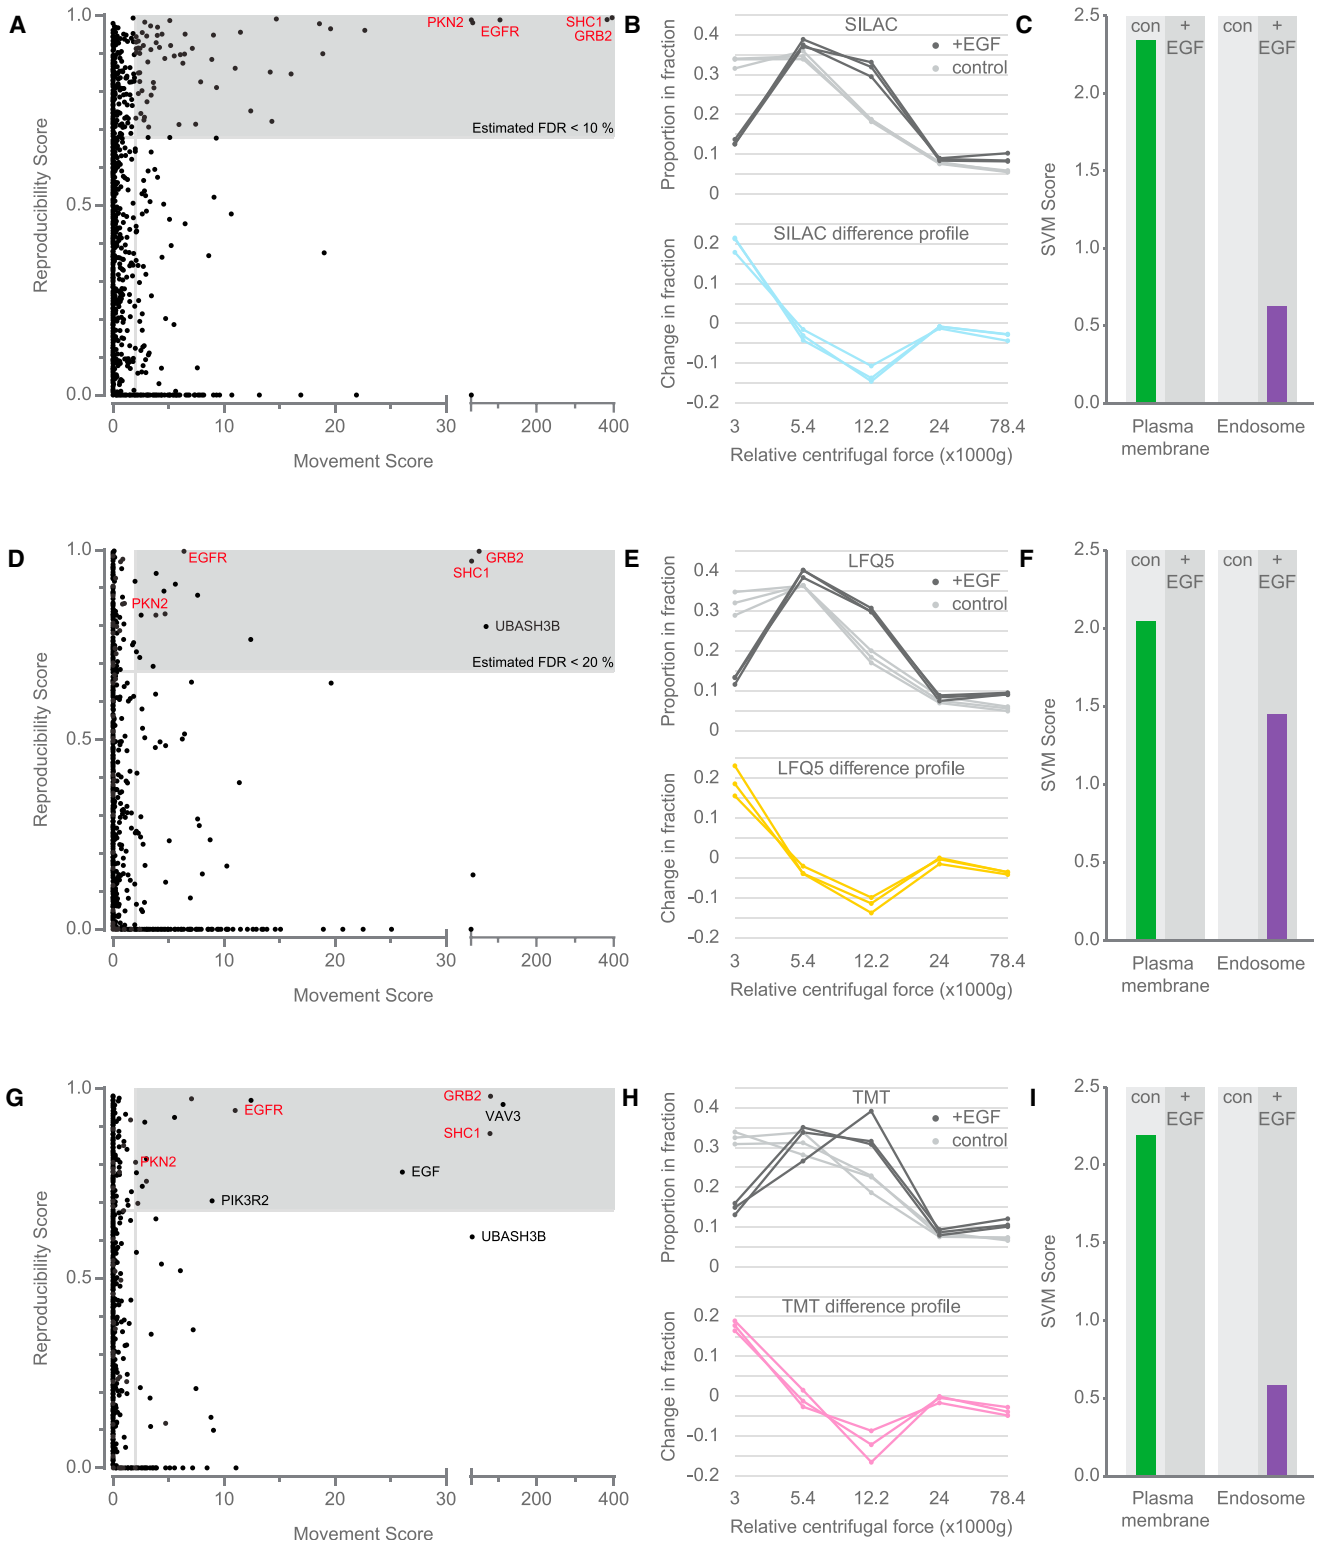 A
1.0
0.5
0.0
Reproducibility Score
PKN2
EGFR
SHC1
GRB2
Estimated FDR < 10 %
0
10
20
30
200
400
Movement Score
B
SILAC
+EGF
control
0.4
0.3
0.2
0.1
0
Proportion in fraction
SILAC difference profile
0.2
0.1
0
-0.1
-0.2
Change in fraction
3
5.4
12.2
24
78.4
Relative centrifugal force (x1000g)
C
con
+
EGF
con
+
EGF
2.5
2.0
1.5
1.0
0.5
0.0
SVM Score
Plasma
membrane
Endosome
D
1.0
0.5
0.0
Reproducibility Score
EGFR
GRB2
SHC1
PKN2
UBASH3B
Estimated FDR < 20 %
0
10
20
30
200
400
Movement Score
E
LFQ5
+EGF
control
0.4
0.3
0.2
0.1
0
Proportion in fraction
LFQ5 difference profile
0.2
0.1
0
-0.1
-0.2
Change in fraction
3
5.4
12.2
24
78.4
Relative centrifugal force (x1000g)
F
con
+
EGF
con
+
EGF
2.5
2.0
1.5
1.0
0.5
0.0
SVM Score
Plasma
membrane
Endosome
G
1.0
0.5
0.0
Reproducibility Score
GRB2
EGFR
VAV3
SHC1
PKN2
EGF
PIK3R2
UBASH3B
0
10
20
30
200
400
Movement Score
H
TMT
+EGF
control
0.4
0.3
0.2
0.1
0
Proportion in fraction
TMT difference profile
0.2
0.1
0
-0.1
-0.2
Change in fraction
3
5.4
12.2
24
78.4
Relative centrifugal force (x1000g)
I
con
+
EGF
con
+
EGF
2.5
2.0
1.5
1.0
0.5
0.0
SVM Score
Plasma
membrane
Endosome